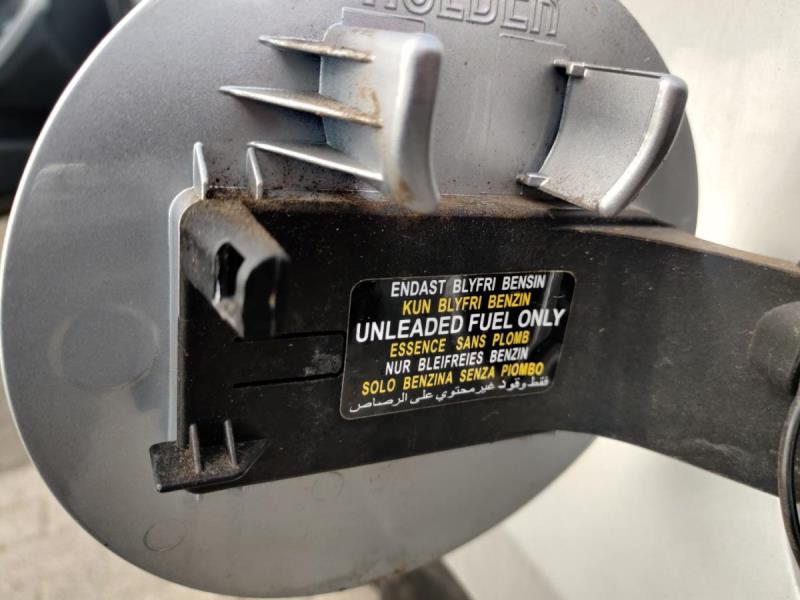 HOLDER
ENDAST BLYFRI BENSIN
KUN BLYFRI BENZIN
UNLEADED FUEL ONLY
ESSENCE SANS PLOMB
NUR BLEIFREIES BENZIN
SOLO BENZINA SENZA PIOMBO
فقط وقود غير محتوي على الرصاص